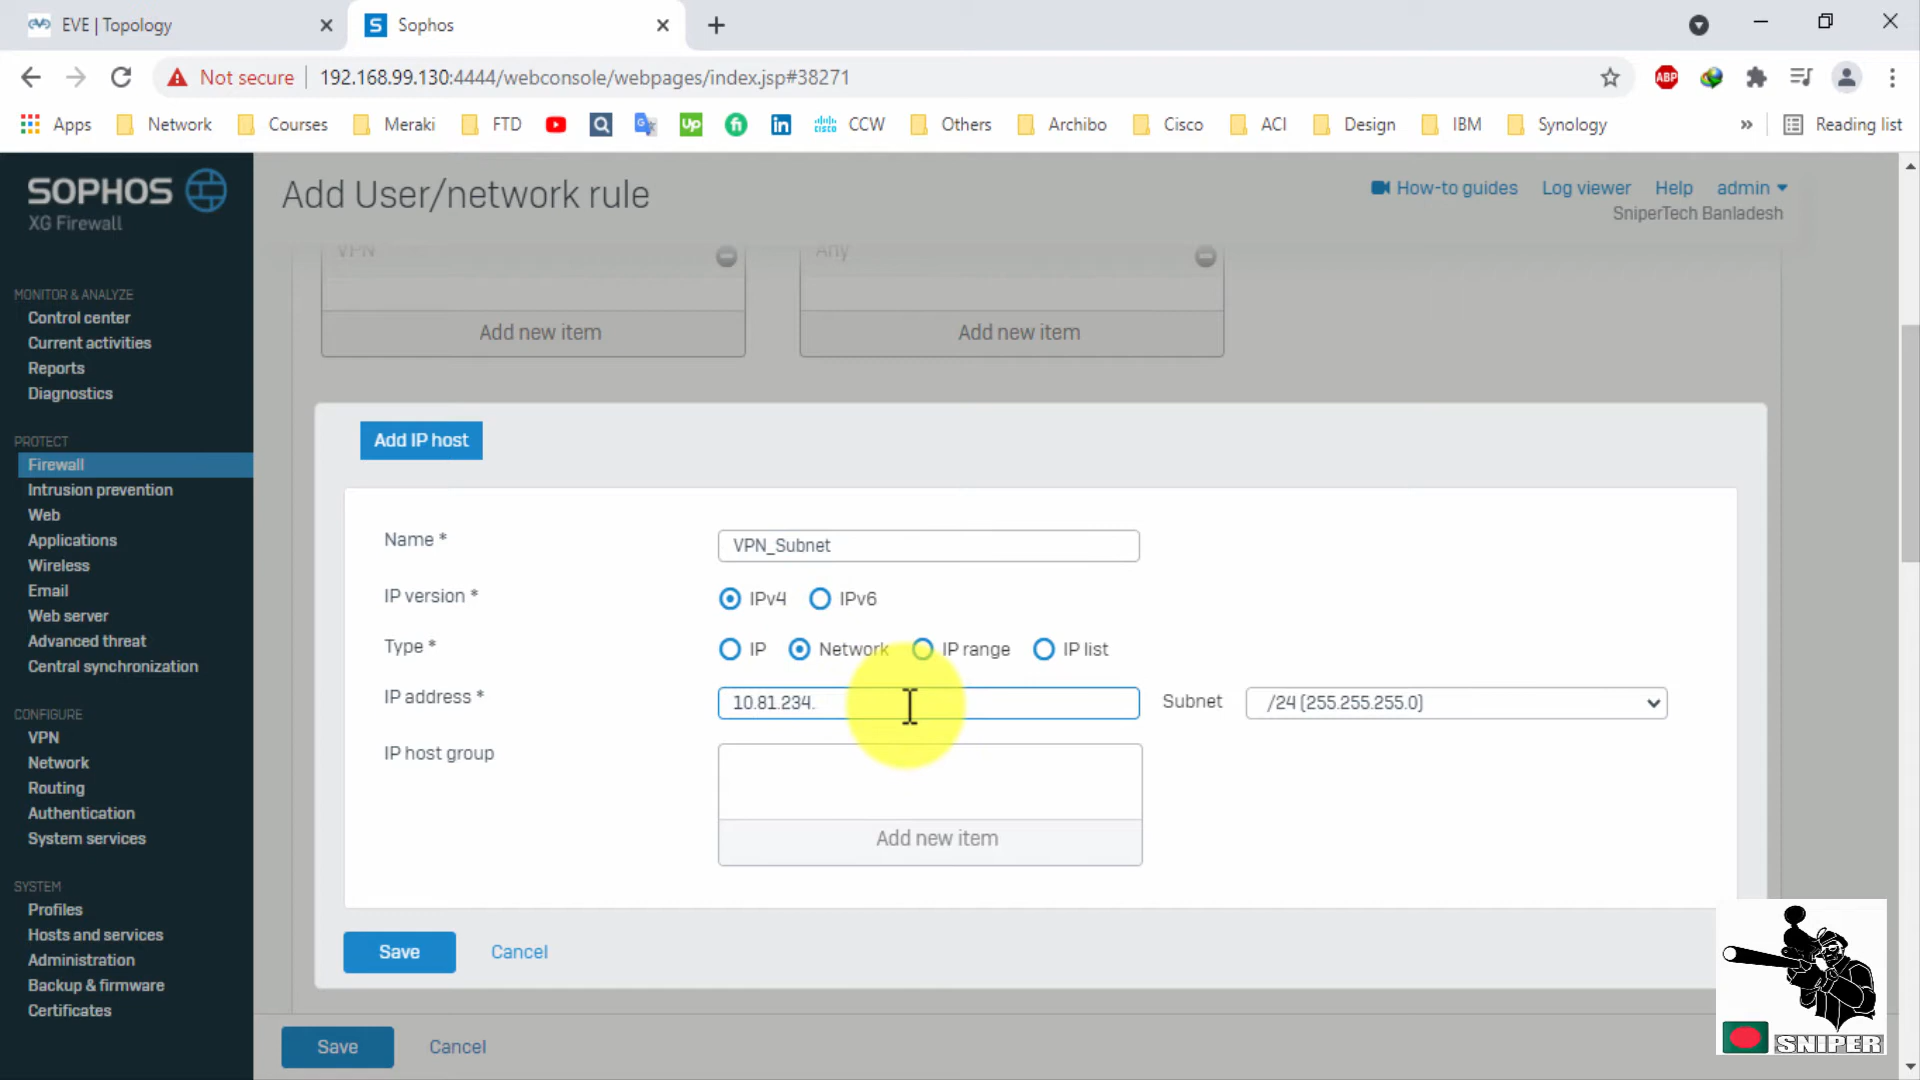 EVE | Topology
Sophos
Not secure
192.168.99.130:4444/webconsole/webpages/index.jsp#38271
ABP
Apps
Network
Courses
Meraki
FTD
Up
fi
in
cisco
CCW
Others
Archibo
Cisco
ACI
Design
IBM
Synology
»
Reading list
SOPHOS
XG Firewall
Add User/network rule
How-to guides
Log viewer
Help
admin
SniperTech Banladesh
MONITOR & ANALYZE
Control center
Current activities
Reports
Diagnostics
PROTECT
Firewall
Intrusion prevention
Web
Applications
Wireless
Email
Web server
Advanced threat
Central synchronization
CONFIGURE
VPN
Network
Routing
Authentication
System services
SYSTEM
Profiles
Hosts and services
Administration
Backup & firmware
Certificates
VPN
Any
Add new item
Add new item
Add IP host
Name *
VPN_Subnet
IP version *
IPv4
IPv6
Type *
IP
Network
IP range
IP list
IP address *
10.81.234.
Subnet
/24 (255.255.255.0)
IP host group
Add new item
Save
Cancel
Save
Cancel
SNIPER